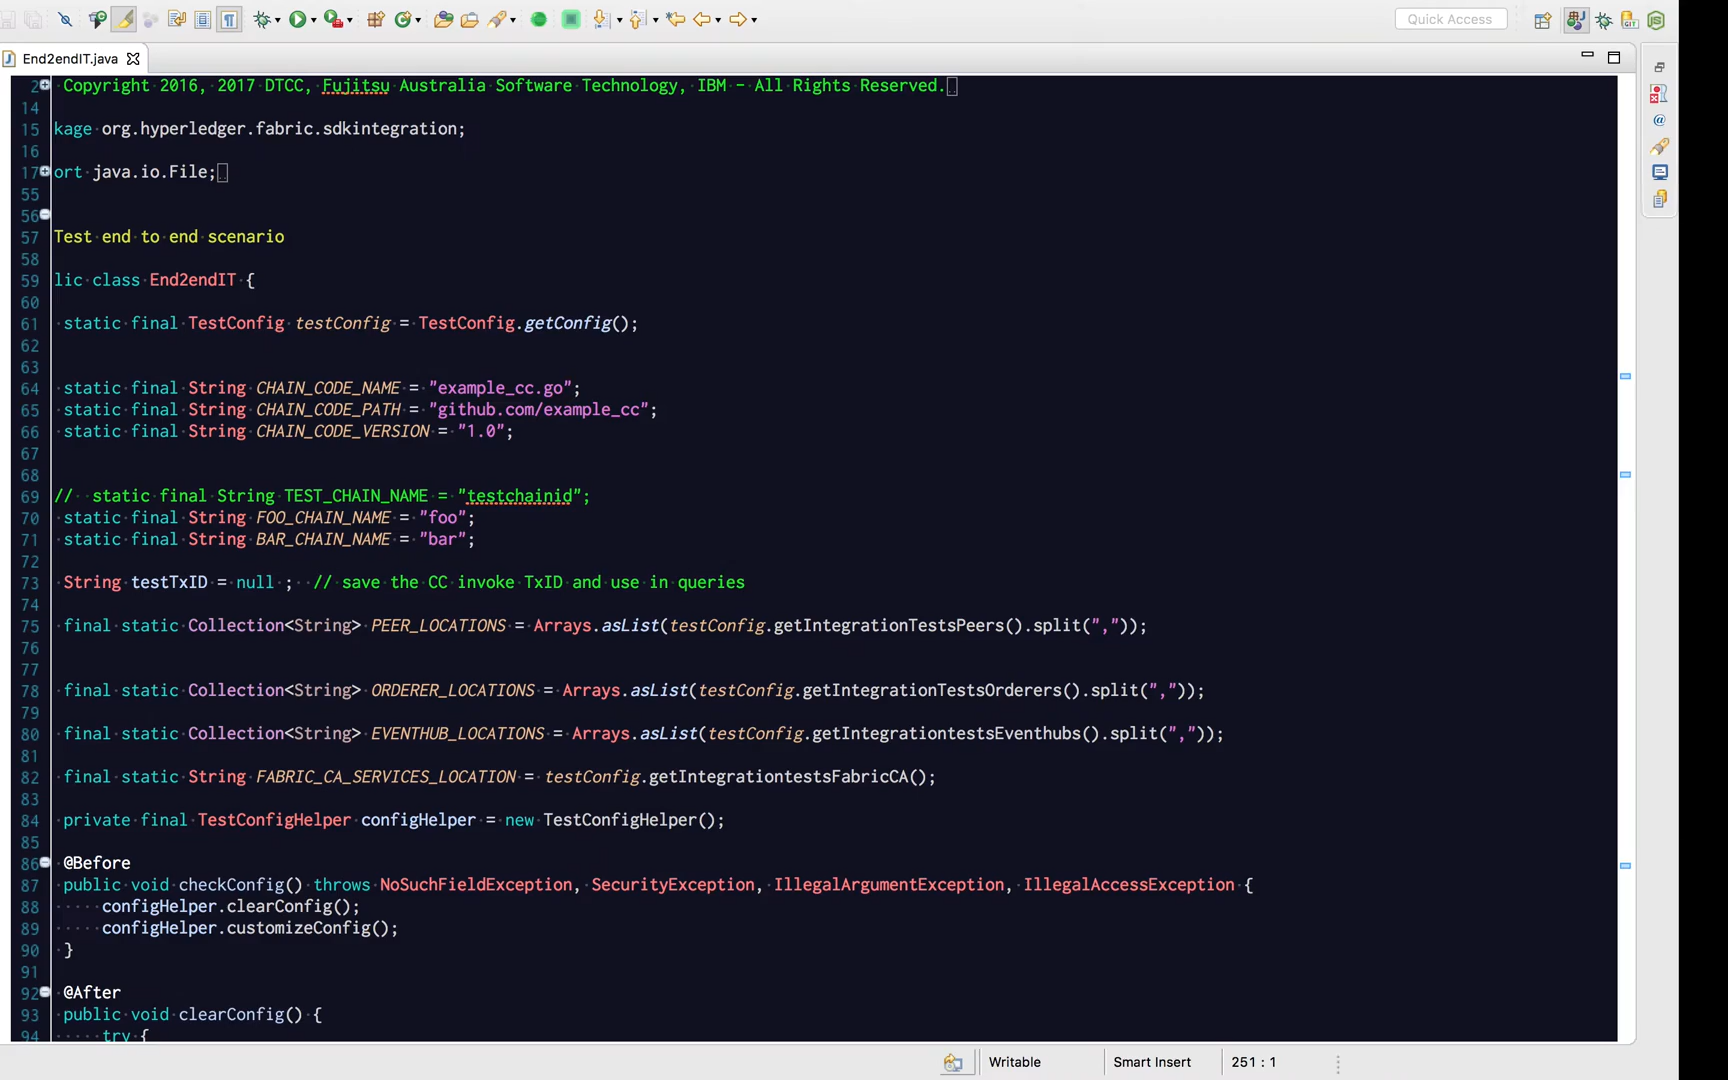 Quick Access
End2endIT.java
2 Copyright 2016, 2017 DTCC, Fujitsu Australia Software Technology, IBM - All Rights Reserved.
14
15 kage org.hyperledger.fabric.sdkintegration;
16
17 ort java.io.File;
55
56
57 Test end to end scenario
58
59 lic class End2endIT {
60
61 static final TestConfig testConfig = TestConfig.getConfig();
62
63
64 static final String CHAIN_CODE_NAME = "example_cc.go";
65 static final String CHAIN_CODE_PATH = "github.com/example_cc";
66 static final String CHAIN_CODE_VERSION = "1.0";
67
68
69 // static final String TEST_CHAIN_NAME = "testchainid";
70 static final String FOO_CHAIN_NAME = "foo";
71 static final String BAR_CHAIN_NAME = "bar";
72
73 String testTxID = null ; // save the CC invoke TxID and use in queries
74
75 final static Collection<String> PEER_LOCATIONS = Arrays.asList(testConfig.getIntegrationTestsPeers().split(","));
76
77
78 final static Collection<String> ORDERER_LOCATIONS = Arrays.asList(testConfig.getIntegrationTestsOrderers().split(","));
79
80 final static Collection<String> EVENTHUB_LOCATIONS = Arrays.asList(testConfig.getIntegrationtestsEventhubs().split(","));
81
82 final static String FABRIC_CA_SERVICES_LOCATION = testConfig.getIntegrationtestsFabricCA();
83
84 private final TestConfigHelper configHelper = new TestConfigHelper();
85
86 @Before
87 public void checkConfig() throws NoSuchFieldException, SecurityException, IllegalArgumentException, IllegalAccessException {
88 configHelper.clearConfig();
89 configHelper.customizeConfig();
90 }
91
92 @After
93 public void clearConfig() {
94 try {
Writable Smart Insert 251 : 1